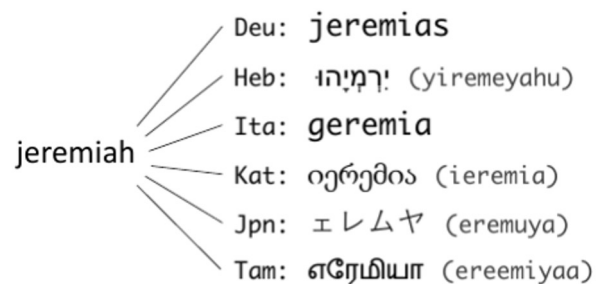 jeremiah
Deu: jeremias
Heb: יִרְמְיָהוּ (yiremeyahu)
Ita: geremia
Kat: იერემია (ieremia)
Jpn: ェレムヤ (eremuya)
Tam: எரேமியா (ereemiyaa)